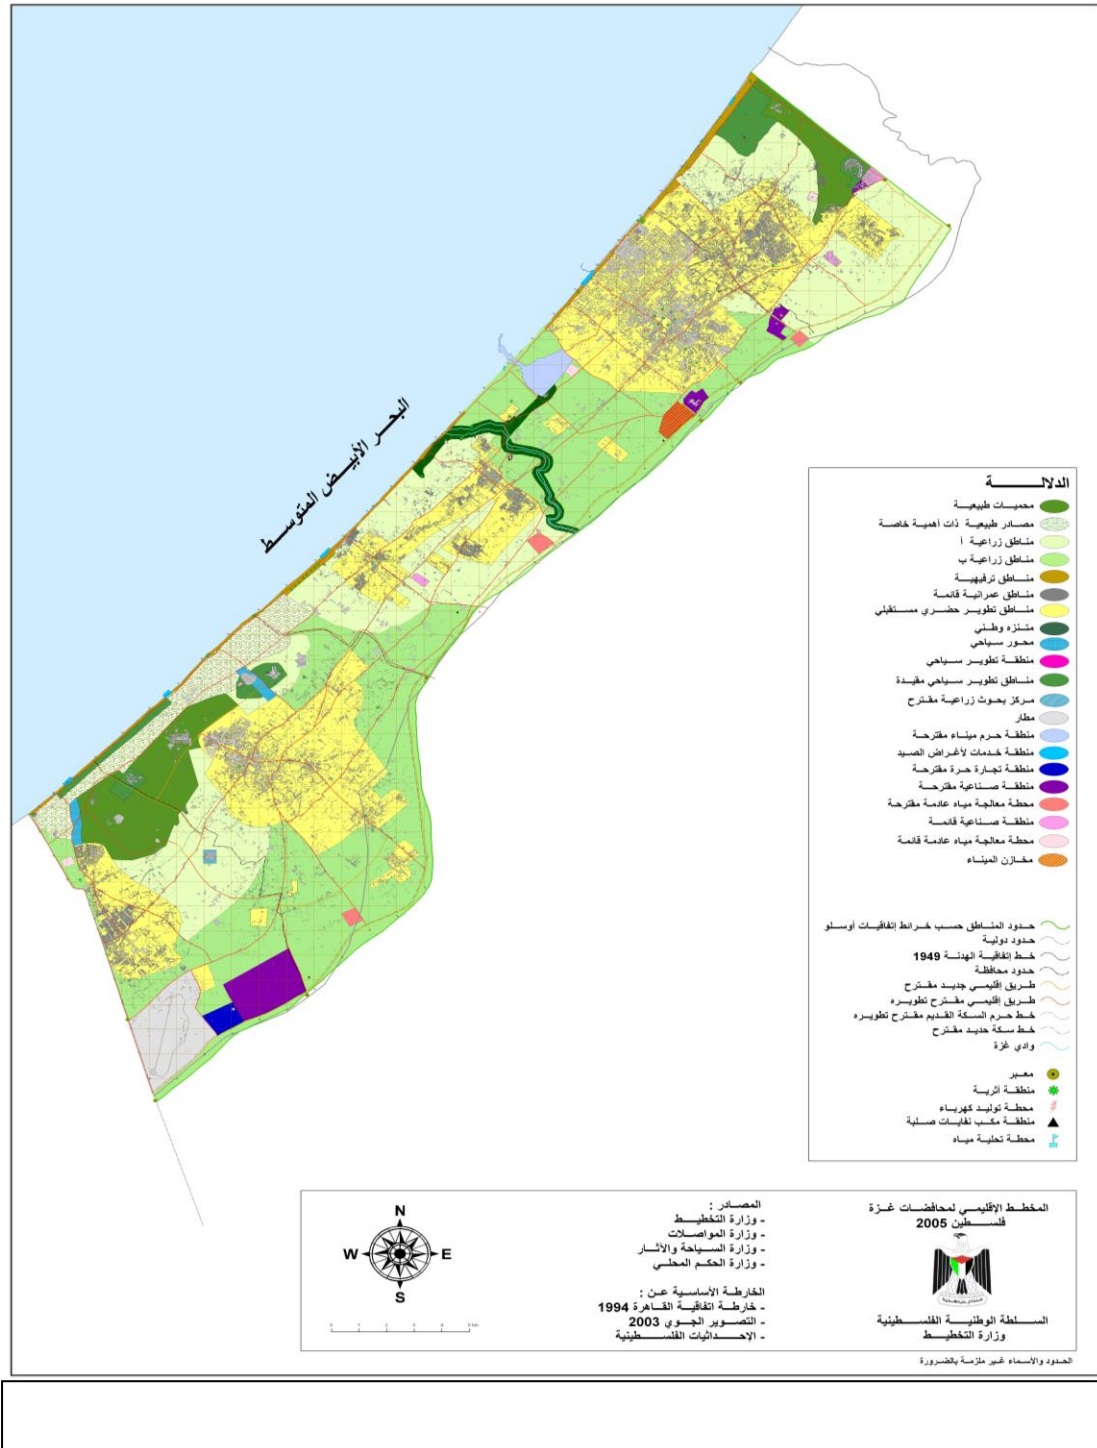 البحر الأبيض المتوسط
الدلالة
محميات طبيعية
مصادر طبيعية ذات أهمية خاصة
مناطق زراعية أ
مناطق زراعية ب
مناطق ترفيهية
مناطق عمرانية قائمة
مناطق تطوير حضري مستقبلي
متنزه وطني
محور سياحي
منطقة تطوير سياحي
مناطق تطوير سياحي مقيدة
مركز بحوث زراعية مقترح
مطار
منطقة حرم ميناء مقترحة
منطقة خدمات لأغراض الصيد
منطقة تجارة حرة مقترحة
منطقة صناعية مقترحة
محطة معالجة مياه عادمة مقترحة
منطقة صناعية قائمة
محطة معالجة مياه عادمة قائمة
مخازن الميناء
حدود المناطق حسب خرائط إتفاقيات أوسلو
حدود دولية
خط إتفاقية الهدنة 1949
حدود محافظة
طريق إقليمي جديد مقترح
طريق إقليمي مقترح تطويره
خط حرم السكة القديم مقترح تطويره
خط سكة حديد مقترح
وادي غزة
معبر
منطقة أثرية
محطة توليد كهرباء
منطقة مكب نفايات صلبة
محطة تحلية مياه
المخطط الإقليمي لمحافظات غزة
فلسطين 2005
السلطة الوطنية الفلسطينية
وزارة التخطيط
المصادر :
- وزارة التخطيط
- وزارة المواصلات
- وزارة السياحة والآثار
- وزارة الحكم المحلي
الخارطة الأساسية عن :
- خارطة اتفاقية القاهرة 1994
- التصوير الجوي 2003
- الإحداثيات الفلسطينية
N
W E
S
0 1 2 3 4 5 km
الحدود والأسماء غير ملزمة بالضرورة